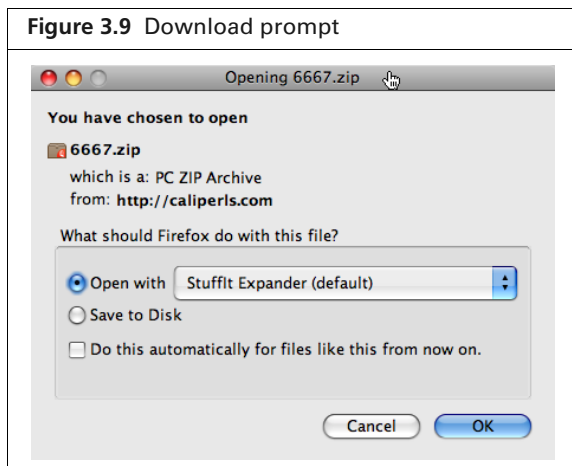 Figure 3.9 Download prompt
Opening 6667.zip
You have chosen to open
6667.zip
which is a: PC ZIP Archive
from: http://caliperls.com
What should Firefox do with this file?
Open with StuffIt Expander (default)
Save to Disk
Do this automatically for files like this from now on.
Cancel OK